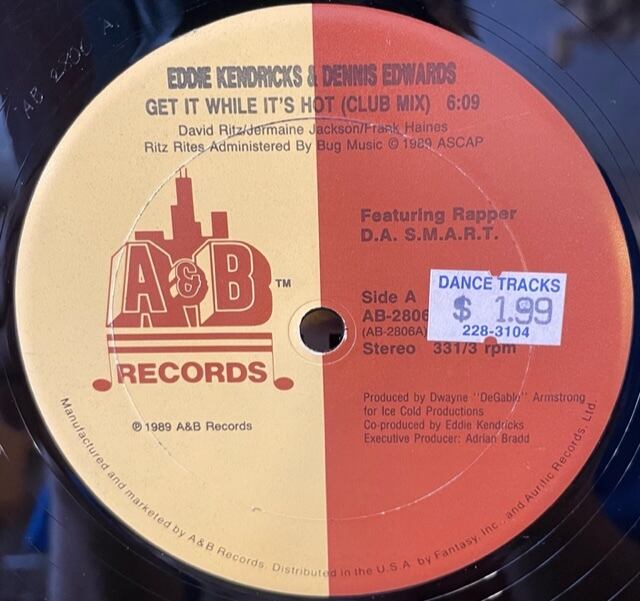 AB 2806 A.
EDDIE KENDRICKS & DENNIS EDWARDS
GET IT WHILE IT'S HOT (CLUB MIX) 6:09
David Ritz/Jermaine Jackson/Frank Haines
Ritz Rites Administered By Bug Music © 1989 ASCAP
A&B™
RECORDS
℗ 1989 A&B Records
Featuring Rapper
D.A. S.M.A.R.T.
Side A
AB-2806
(AB-2806A)
Stereo 331/3 rpm
DANCE TRACKS
$ 1.99
228-3104
Produced by Dwayne "DeGable" Armstrong
for Ice Cold Productions
Co-produced by Eddie Kendricks
Executive Producer: Adrian Bradd
Manufactured and marketed by A&B Records. Distributed in the U.S.A by Fantasy, Inc., and Aurilic Records, Ltd.